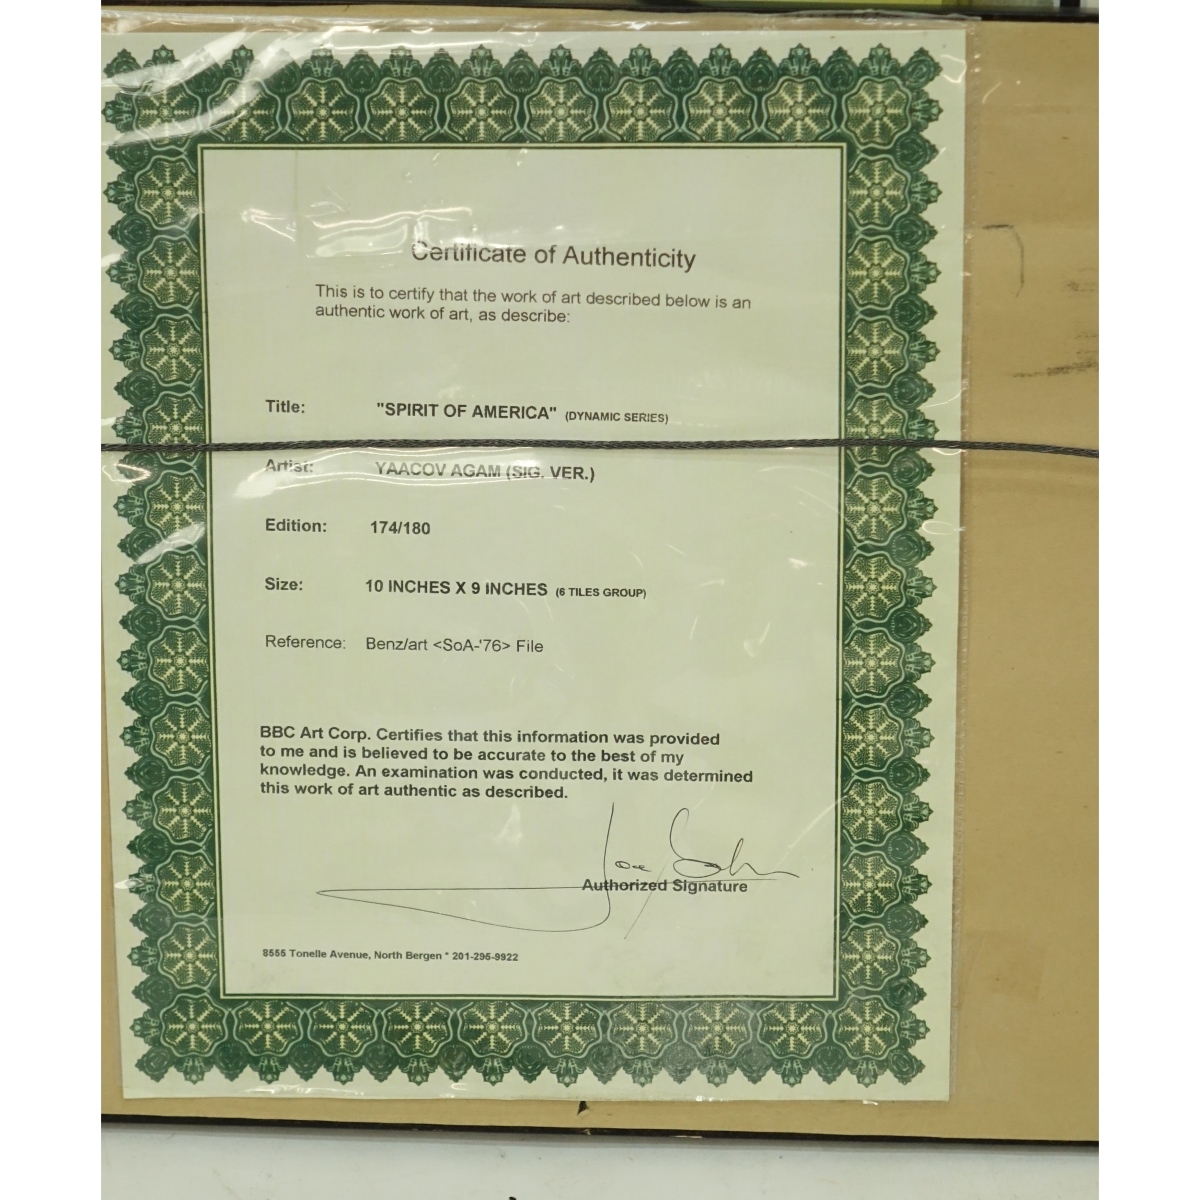 Certificate of Authenticity
This is to certify that the work of art described below is an
authentic work of art, as describe:
Title: "SPIRIT OF AMERICA" (DYNAMIC SERIES)
Artist: YAACOV AGAM (SIG. VER.)
Edition: 174/180
Size: 10 INCHES X 9 INCHES (6 TILES GROUP)
Reference: Benz/art <SoA-'76> File
BBC Art Corp. Certifies that this information was provided
to me and is believed to be accurate to the best of my
knowledge. An examination was conducted, it was determined
this work of art authentic as described.
Authorized Signature
8555 Tonelle Avenue, North Bergen * 201-295-9922